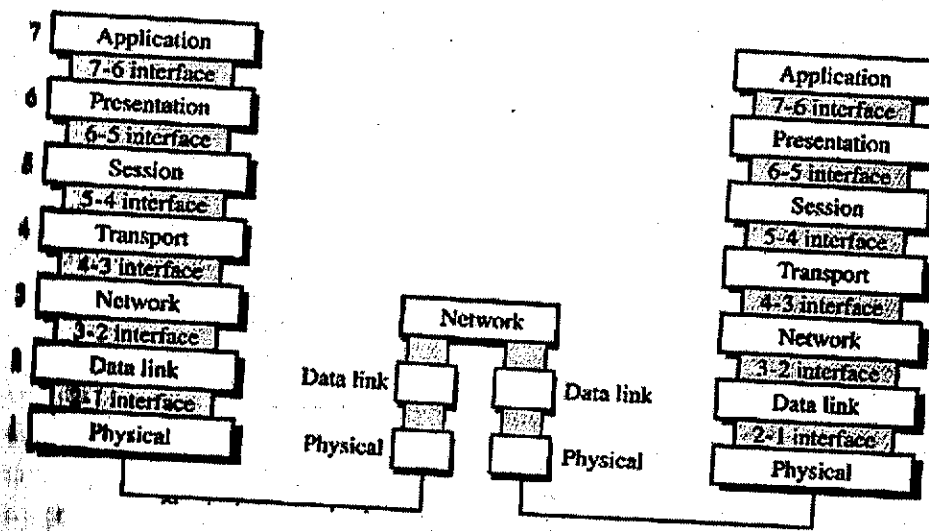 7 Application
7-6 interface
6 Presentation
6-5 interface
5 Session
5-4 interface
4 Transport
4-3 interface
3 Network
3-2 interface
Data link
2-1 interface
1 Physical
Network
Data link
Data link
Physical
Physical
Application
7-6 interface
Presentation
6-5 interface
Session
5-4 interface
Transport
4-3 interface
Network
3-2 interface
Data link
2-1 interface
Physical